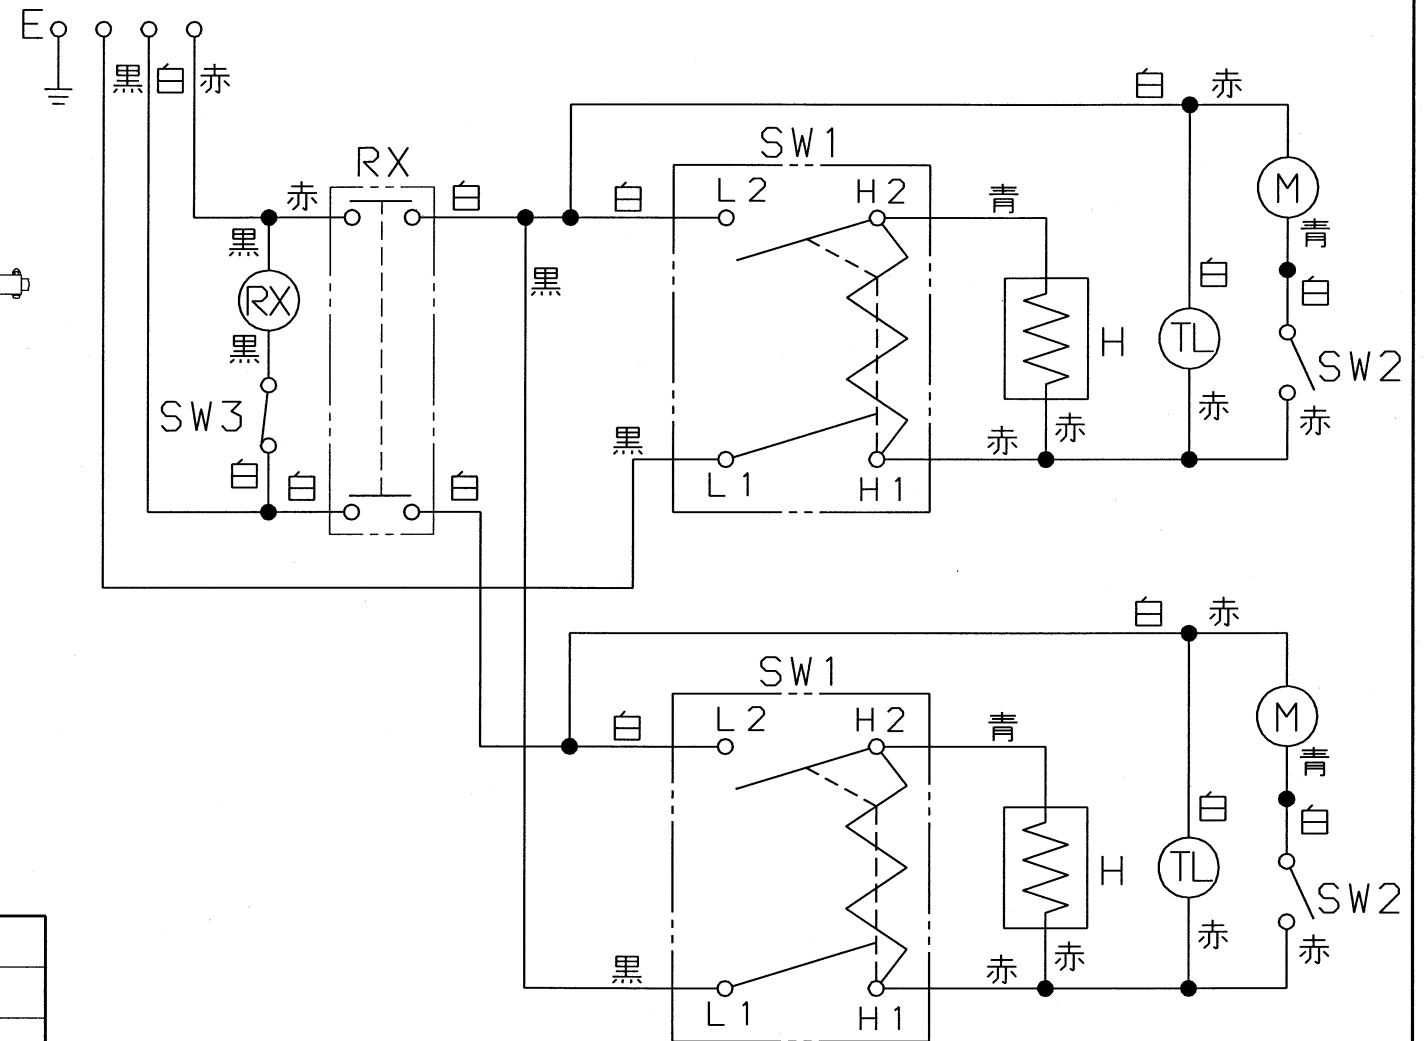 E
黒 白 赤
白 赤
SW1
RX
赤 白 白 L2 H2 青 M
黒 青
黒 白 白
RX
H TL
黒 SW2
SW3 赤 赤
黒 赤 赤
白 白 白 L1 H1
白 赤
SW1
白 L2 H2 青 M
青
白 白
H TL
SW2
赤 赤
黒 赤 赤
L1 H1